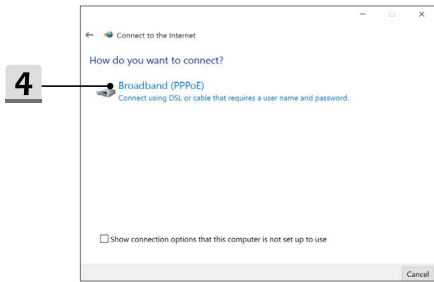 Connect to the Internet
How do you want to connect?
4
Broadband (PPPoE)
Connect using DSL or cable that requires a user name and password.
Show connection options that this computer is not set up to use
Cancel